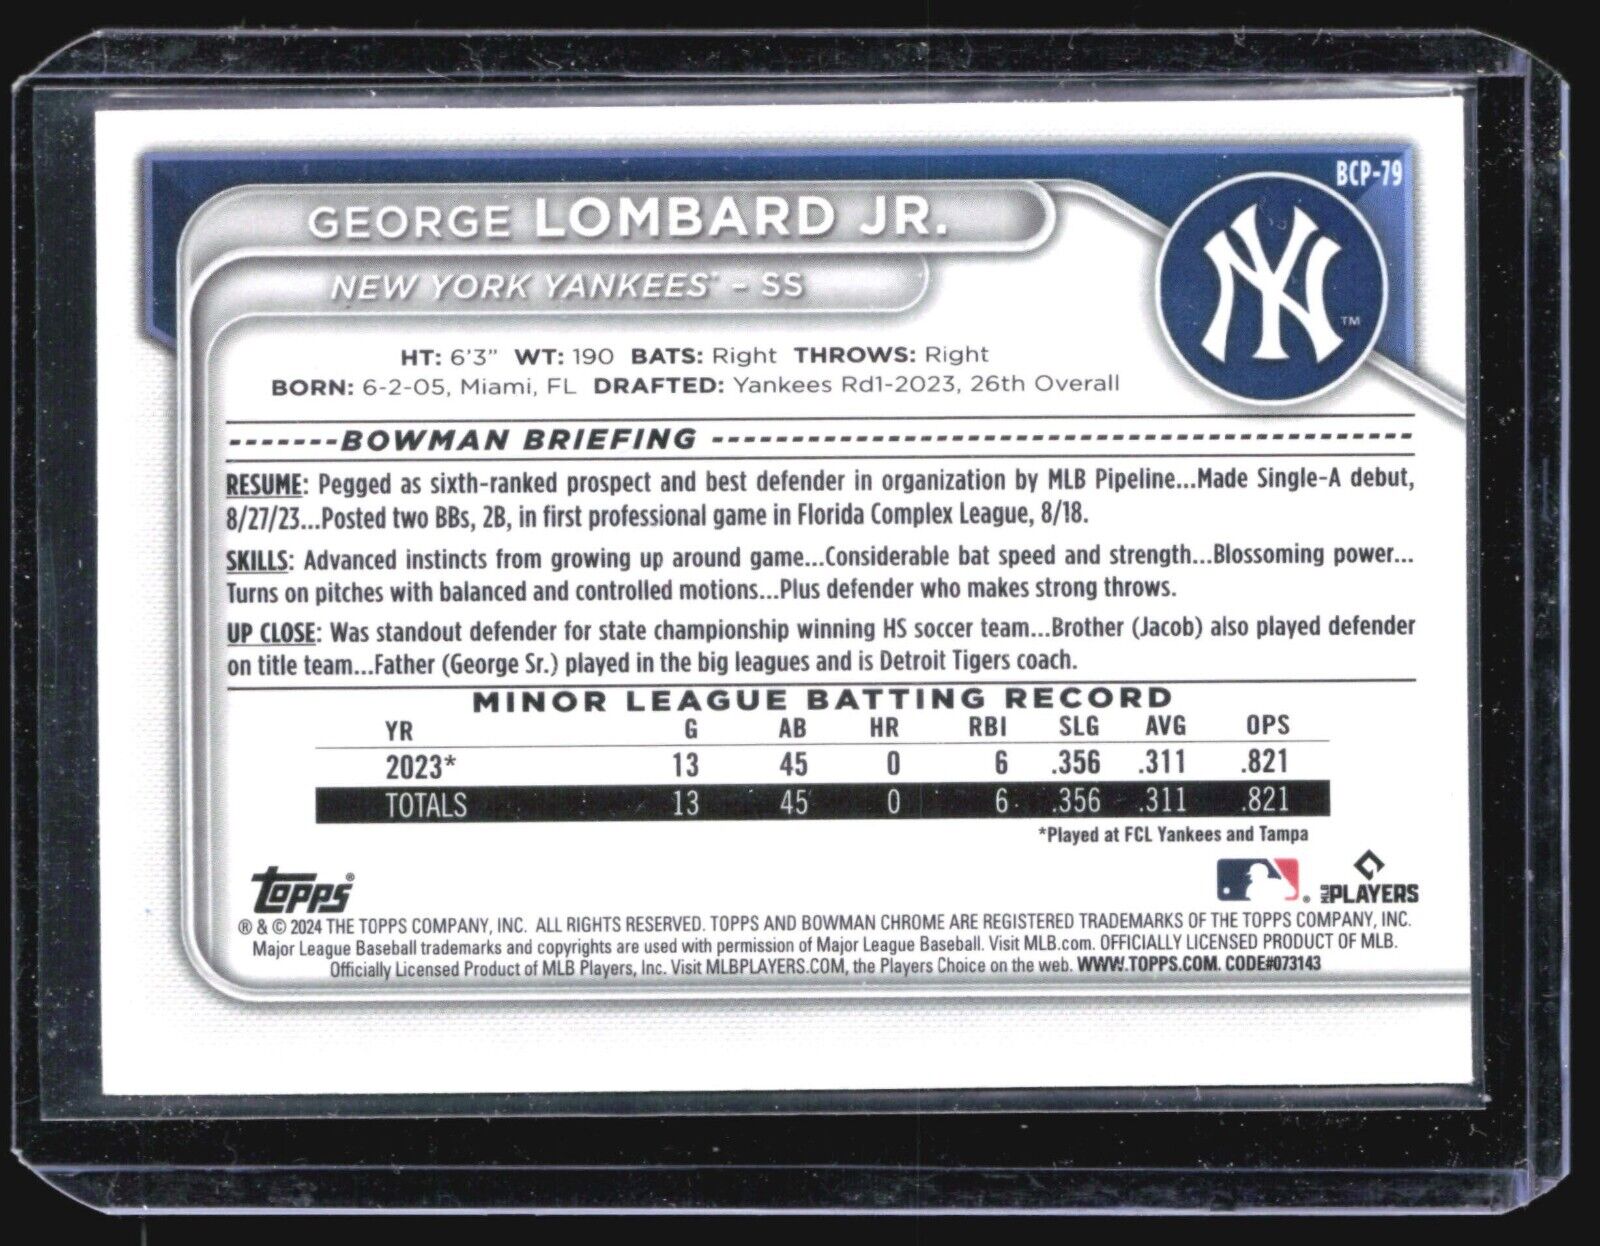 BCP-79
GEORGE LOMBARD JR.
NEW YORK YANKEES™ - SS
NY
™
HT: 6'3" WT: 190 BATS: Right THROWS: Right
BORN: 6-2-05, Miami, FL DRAFTED: Yankees Rd1-2023, 26th Overall
-------BOWMAN BRIEFING --------------------------------------------
RESUME: Pegged as sixth-ranked prospect and best defender in organization by MLB Pipeline...Made Single-A debut,
8/27/23...Posted two BBs, 2B, in first professional game in Florida Complex League, 8/18.
SKILLS: Advanced instincts from growing up around game...Considerable bat speed and strength...Blossoming power...
Turns on pitches with balanced and controlled motions...Plus defender who makes strong throws.
UP CLOSE: Was standout defender for state championship winning HS soccer team...Brother (Jacob) also played defender
on title team...Father (George Sr.) played in the big leagues and is Detroit Tigers coach.
MINOR LEAGUE BATTING RECORD
YR G AB HR RBI SLG AVG OPS
2023* 13 45 0 6 .356 .311 .821
TOTALS 13 45 0 6 .356 .311 .821
*Played at FCL Yankees and Tampa
Topps® ® MLB PLAYERS
® & © 2024 THE TOPPS COMPANY, INC. ALL RIGHTS RESERVED. TOPPS AND BOWMAN CHROME ARE REGISTERED TRADEMARKS OF THE TOPPS COMPANY, INC.
Major League Baseball trademarks and copyrights are used with permission of Major League Baseball. Visit MLB.com. OFFICIALLY LICENSED PRODUCT OF MLB.
Officially Licensed Product of MLB Players, Inc. Visit MLBPLAYERS.COM, the Players Choice on the web. WWW.TOPPS.COM. CODE#073143